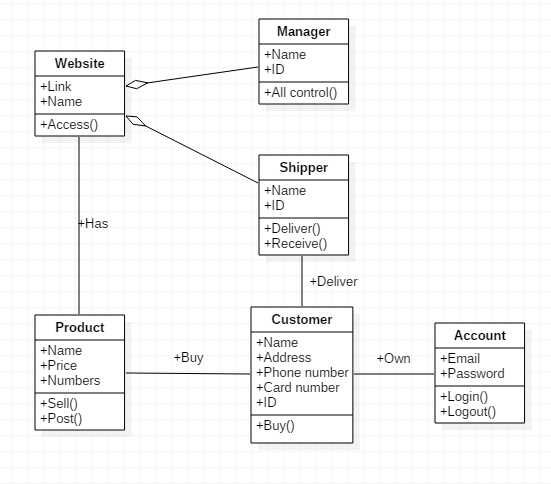 Manager
+Name
+ID
+All control()
Website
+Link
+Name
+Access()
Shipper
+Name
+ID
+Deliver()
+Receive()
+Has
+Deliver
Product
+Name
+Price
+Numbers
+Sell()
+Post()
+Buy
Customer
+Name
+Address
+Phone number
+Card number
+ID
+Buy()
+Own
Account
+Email
+Password
+Login()
+Logout()